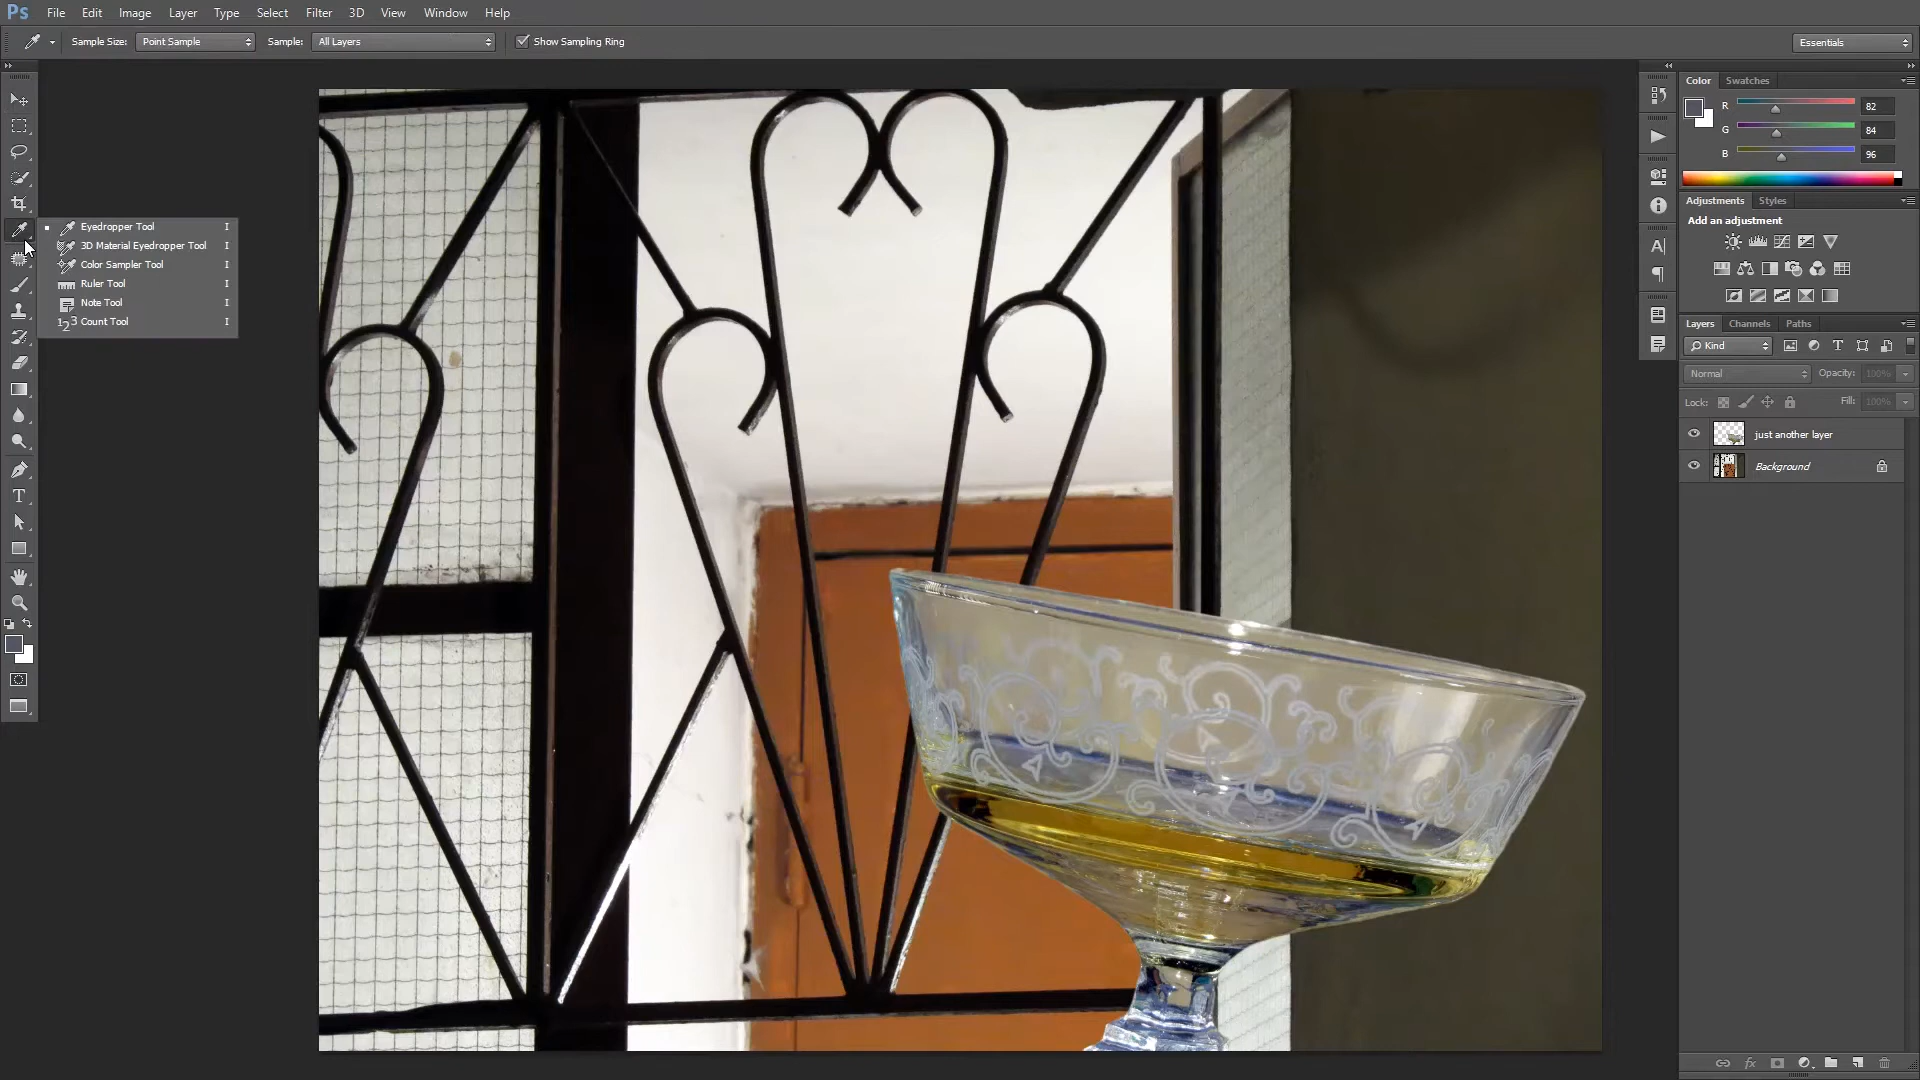 Ps File Edit Image Layer Type Select Filter 3D View Window Help
Sample Size: Point Sample Sample: All Layers Show Sampling Ring Essentials
Color Swatches
R 82
G 84
B 96
Adjustments Styles
Add an adjustment
Eyedropper Tool I
3D Material Eyedropper Tool I
Color Sampler Tool I
Ruler Tool I
Note Tool I
123 Count Tool I
T
Layers Channels Paths
Kind T
Normal Opacity: 100%
Lock: Fill: 100%
just another layer
Background
fx